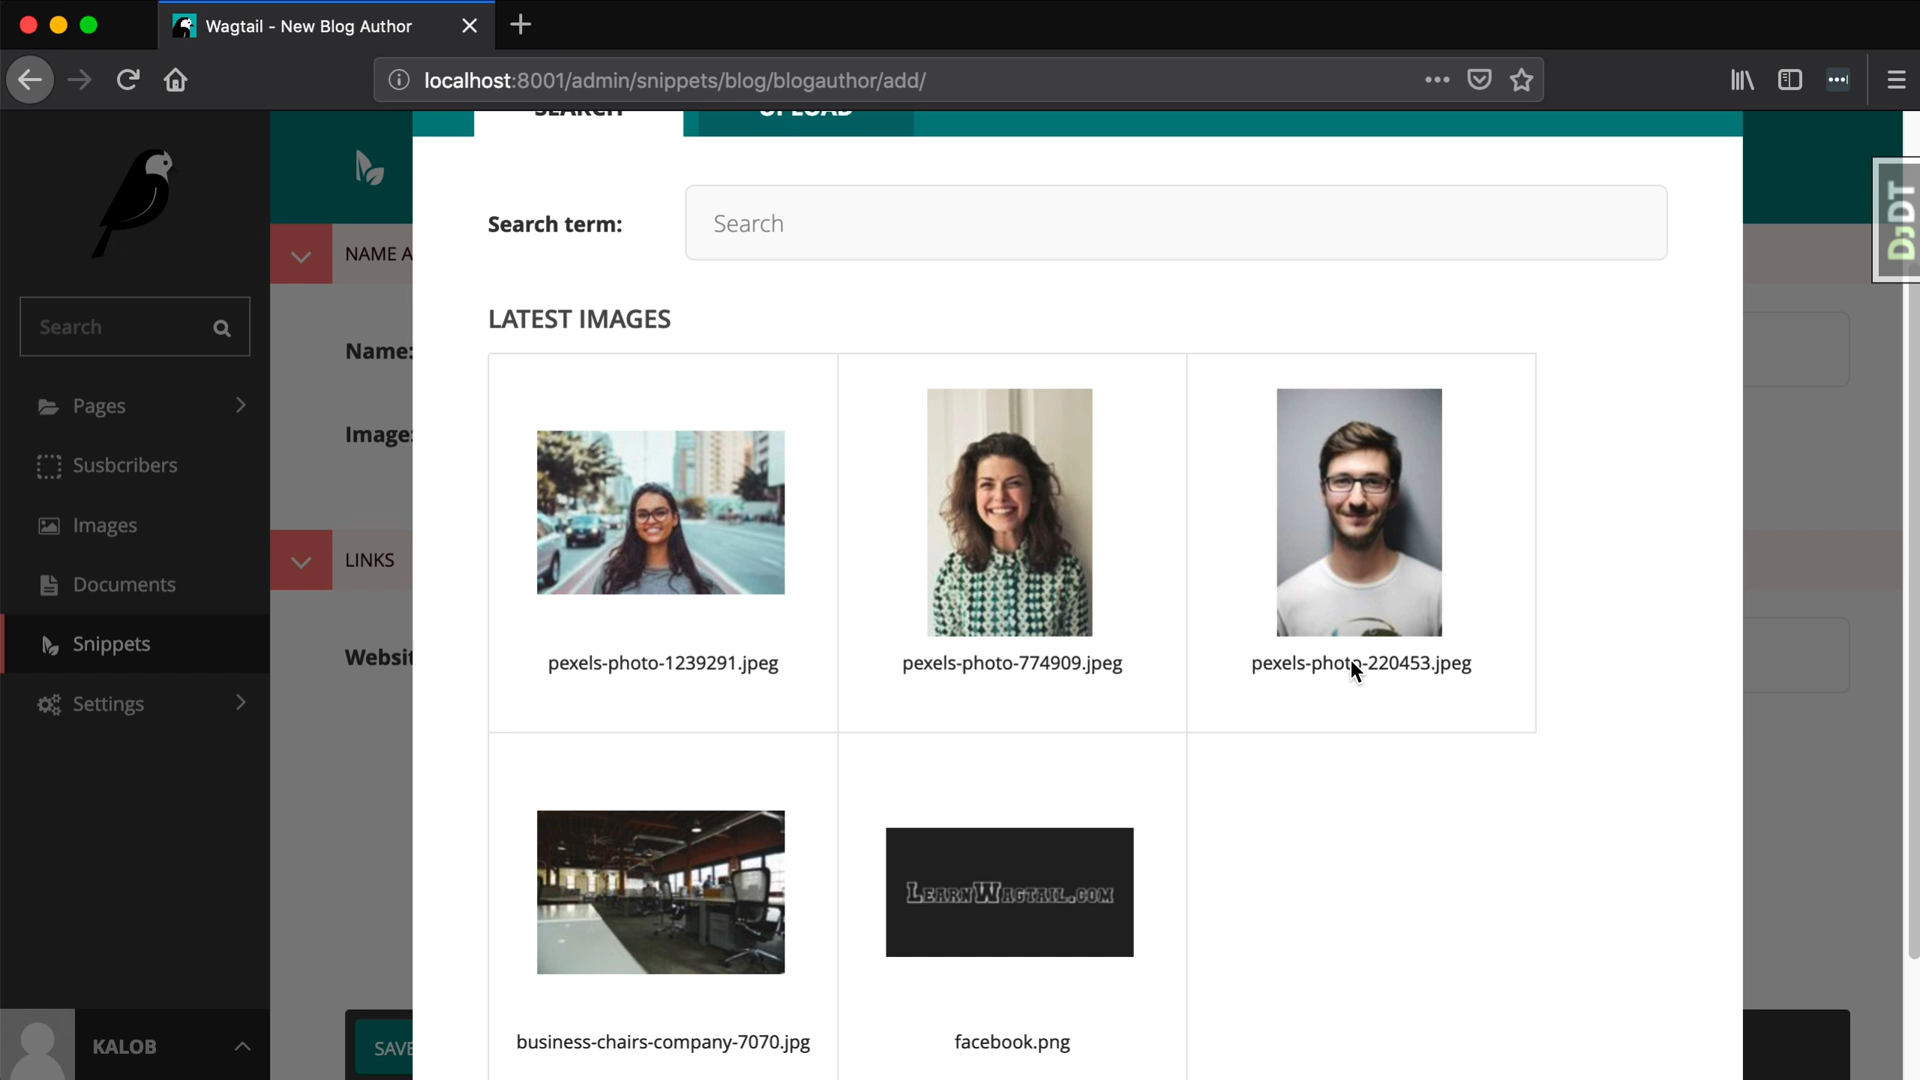 Wagtail - New Blog Author
localhost:8001/admin/snippets/blog/blogauthor/add/
SEARCH
UPLOAD
DjDT
Search term:
Search
NAME A
Search
LATEST IMAGES
Name:
Pages
Image:
Susbcribers
Images
LINKS
Documents
Snippets
Websit
pexels-photo-1239291.jpeg
pexels-photo-774909.jpeg
pexels-photo-220453.jpeg
Settings
LEARNWAGTAIL.COM
business-chairs-company-7070.jpg
facebook.png
KALOB
SAVE